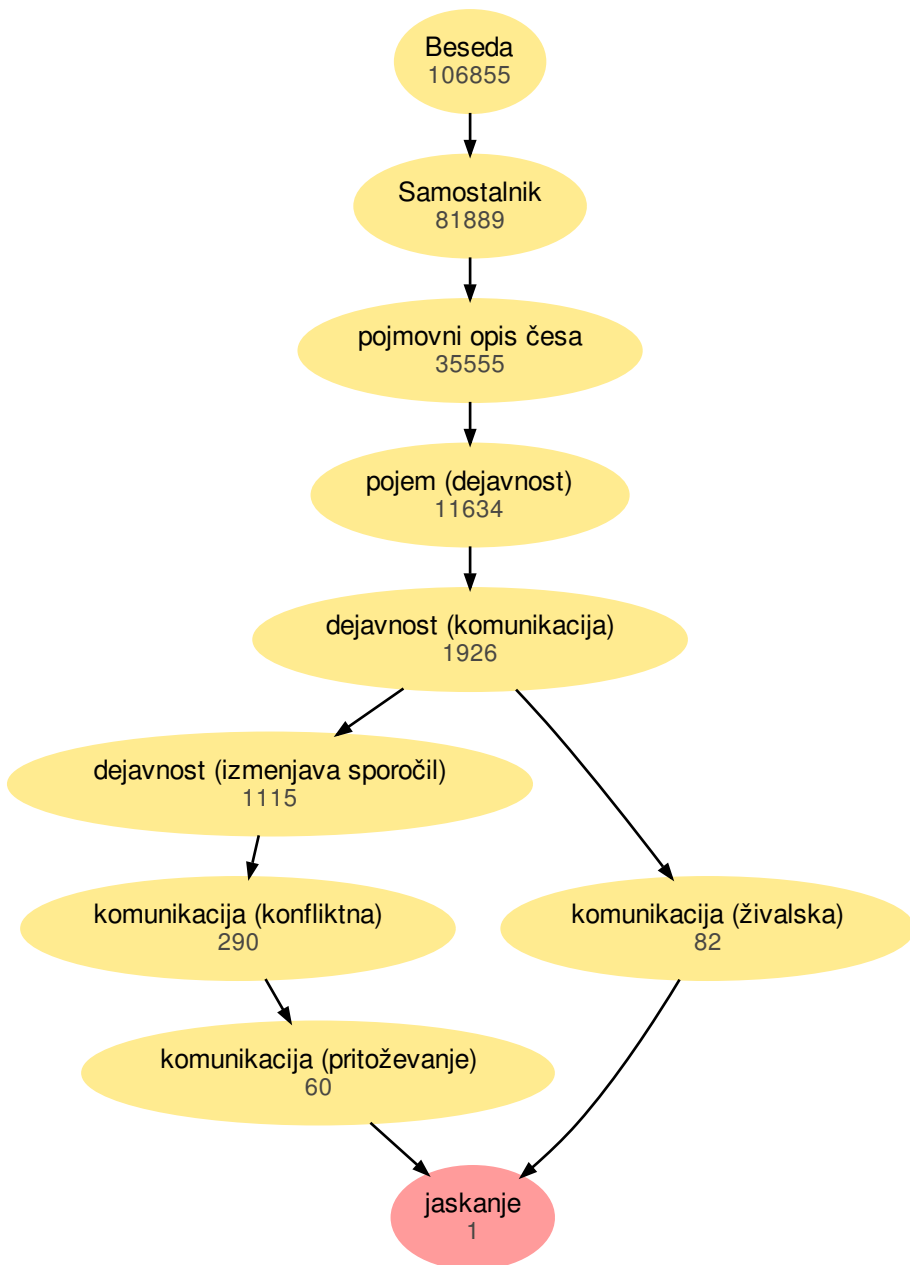 Beseda
106855
Samostalnik
81889
pojmovni opis česa
35555
pojem (dejavnost)
11634
dejavnost (komunikacija)
1926
dejavnost (izmenjava sporočil)
1115
komunikacija (konfliktna)
290
komunikacija (živalska)
82
komunikacija (pritoževanje)
60
jaskanje
1